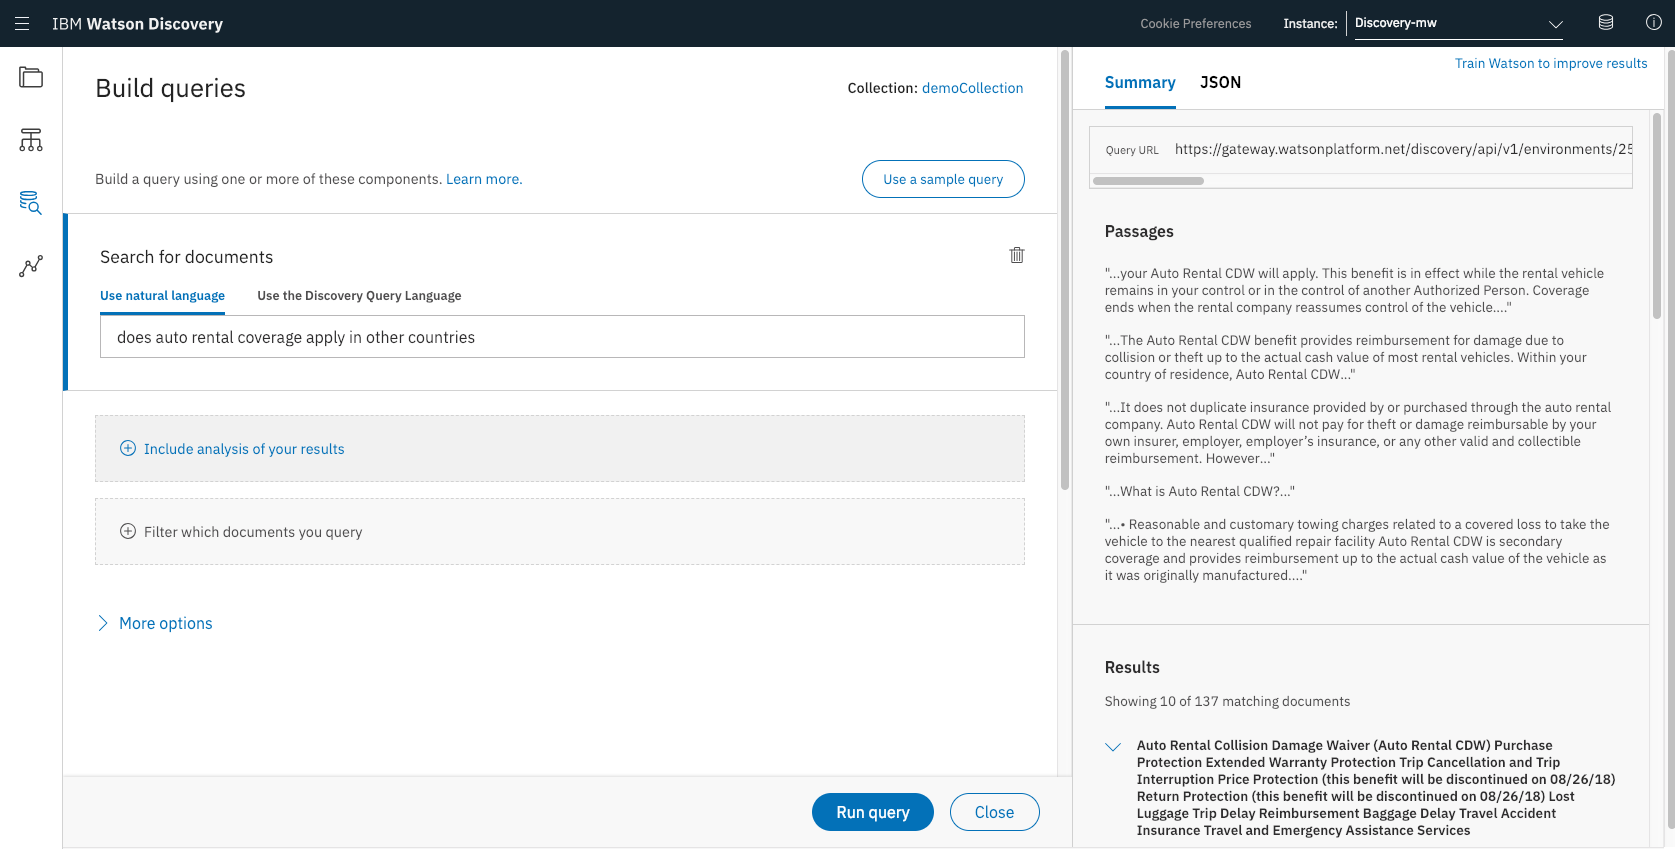 IBM Watson Discovery
Cookie Preferences
Instance:
Discovery-mw
Build queries
Collection: demoCollection
Build a query using one or more of these components. Learn more.
Use a sample query
Search for documents
Use natural language
Use the Discovery Query Language
does auto rental coverage apply in other countries
Include analysis of your results
Filter which documents you query
More options
Run query
Close
Train Watson to improve results
Summary
JSON
Query URL
https://gateway.watsonplatform.net/discovery/api/v1/environments/25
Passages
"...your Auto Rental CDW will apply. This benefit is in effect while the rental vehicle
remains in your control or in the control of another Authorized Person. Coverage
ends when the rental company reassumes control of the vehicle...."
"...The Auto Rental CDW benefit provides reimbursement for damage due to
collision or theft up to the actual cash value of most rental vehicles. Within your
country of residence, Auto Rental CDW..."
"...It does not duplicate insurance provided by or purchased through the auto rental
company. Auto Rental CDW will not pay for theft or damage reimbursable by your
own insurer, employer, employer’s insurance, or any other valid and collectible
reimbursement. However..."
"...What is Auto Rental CDW?..."
"...• Reasonable and customary towing charges related to a covered loss to take the
vehicle to the nearest qualified repair facility Auto Rental CDW is secondary
coverage and provides reimbursement up to the actual cash value of the vehicle as
it was originally manufactured...."
Results
Showing 10 of 137 matching documents
Auto Rental Collision Damage Waiver (Auto Rental CDW) Purchase
Protection Extended Warranty Protection Trip Cancellation and Trip
Interruption Price Protection (this benefit will be discontinued on 08/26/18)
Return Protection (this benefit will be discontinued on 08/26/18) Lost
Luggage Trip Delay Reimbursement Baggage Delay Travel Accident
Insurance Travel and Emergency Assistance Services